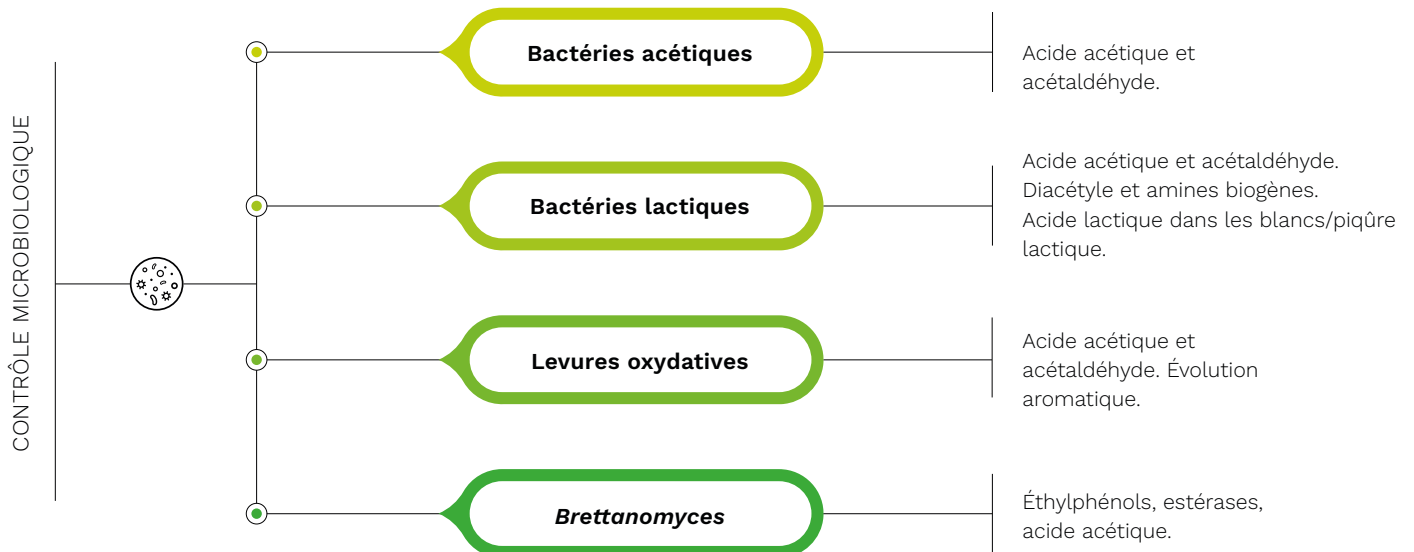 CONTRÔLE MICROBIOLOGIQUE
Bactéries acétiques
Acide acétique et
acétaldéhyde.
Bactéries lactiques
Acide acétique et acétaldéhyde.
Diacétyle et amines biogènes.
Acide lactique dans les blancs/piqûre
lactique.
Levures oxydatives
Acide acétique et
acétaldéhyde. Évolution
aromatique.
Brettanomyces
Éthylphénols, estérases,
acide acétique.